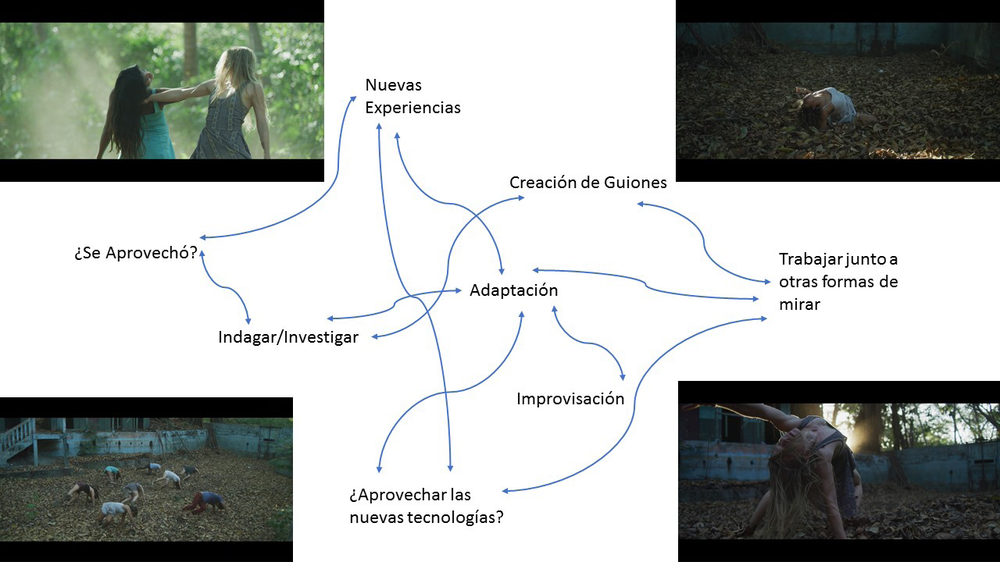 Nuevas
Experiencias
Creación de Guiones
¿Se Aprovechó?
Trabajar junto a
otras formas de
mirar
Adaptación
Indagar/Investigar
Improvisación
¿Aprovechar las
nuevas tecnologías?